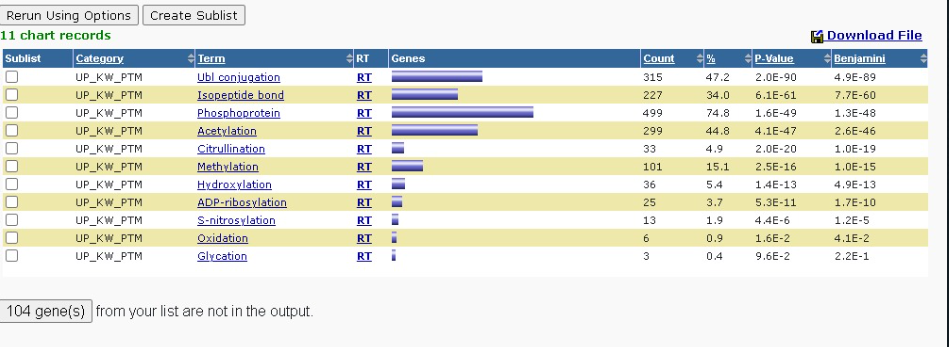 Rerun Using Options Create Sublist
11 chart records Download File
Sublist Category Term RT Genes Count % P-Value Benjamini
UP_KW_PTM Ubl conjugation RT 315 47.2 2.0E-90 4.9E-89
UP_KW_PTM Isopeptide bond RT 227 34.0 6.1E-61 7.7E-60
UP_KW_PTM Phosphoprotein RT 499 74.8 1.6E-49 1.3E-48
UP_KW_PTM Acetylation RT 299 44.8 4.1E-47 2.6E-46
UP_KW_PTM Citrullination RT 33 4.9 2.0E-20 1.0E-19
UP_KW_PTM Methylation RT 101 15.1 2.5E-16 1.0E-15
UP_KW_PTM Hydroxylation RT 36 5.4 1.4E-13 4.9E-13
UP_KW_PTM ADP-ribosylation RT 25 3.7 5.3E-11 1.7E-10
UP_KW_PTM S-nitrosylation RT 13 1.9 4.4E-6 1.2E-5
UP_KW_PTM Oxidation RT 6 0.9 1.6E-2 4.1E-2
UP_KW_PTM Glycation RT 3 0.4 9.6E-2 2.2E-1
104 gene(s) from your list are not in the output.